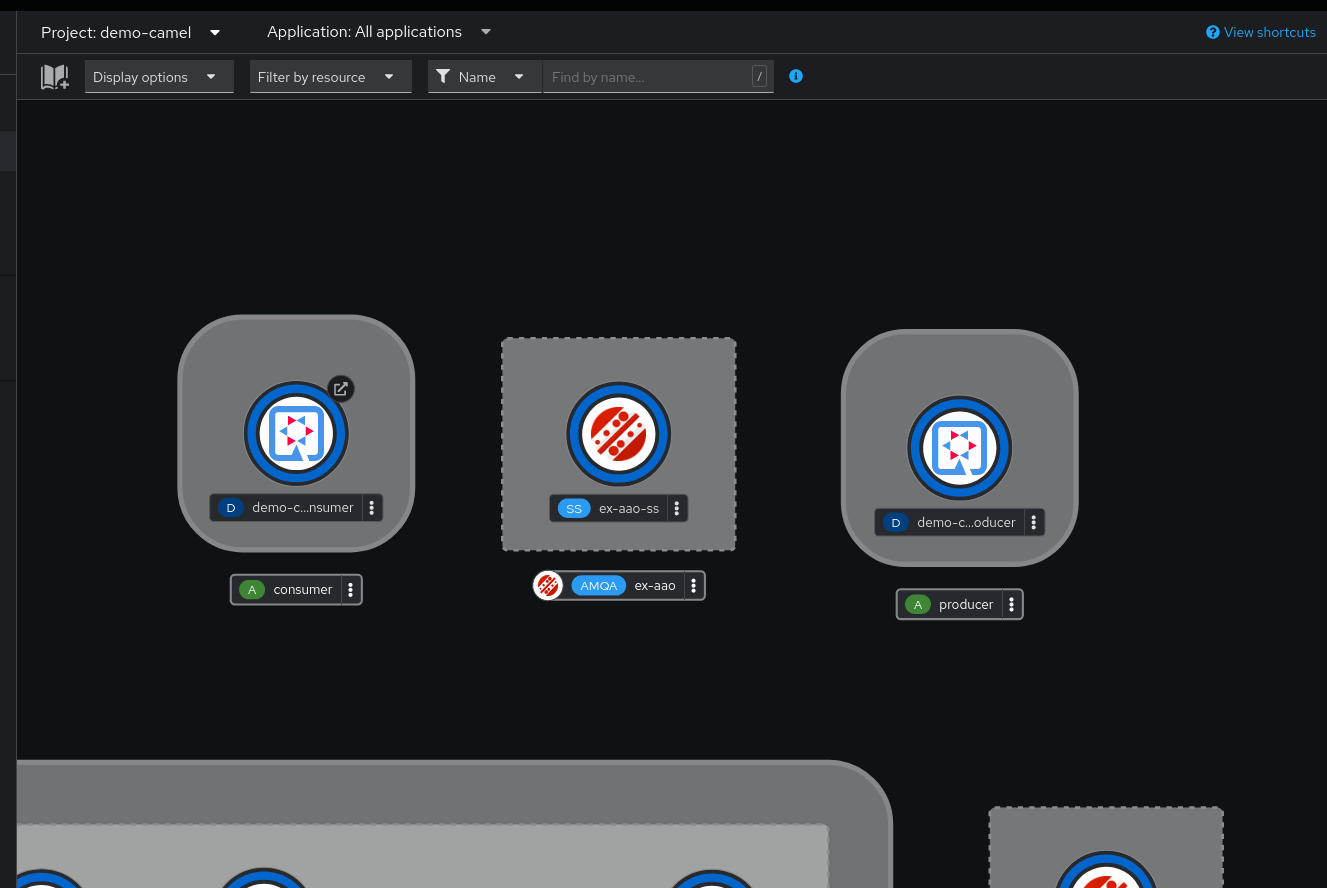 Project: demo-camel
Application: All applications
View shortcuts
Display options
Filter by resource
Name
Find by name...
/
D demo-c...nsumer
SS ex-aao-ss
D demo-c...oducer
A consumer
AMQA ex-aao
A producer